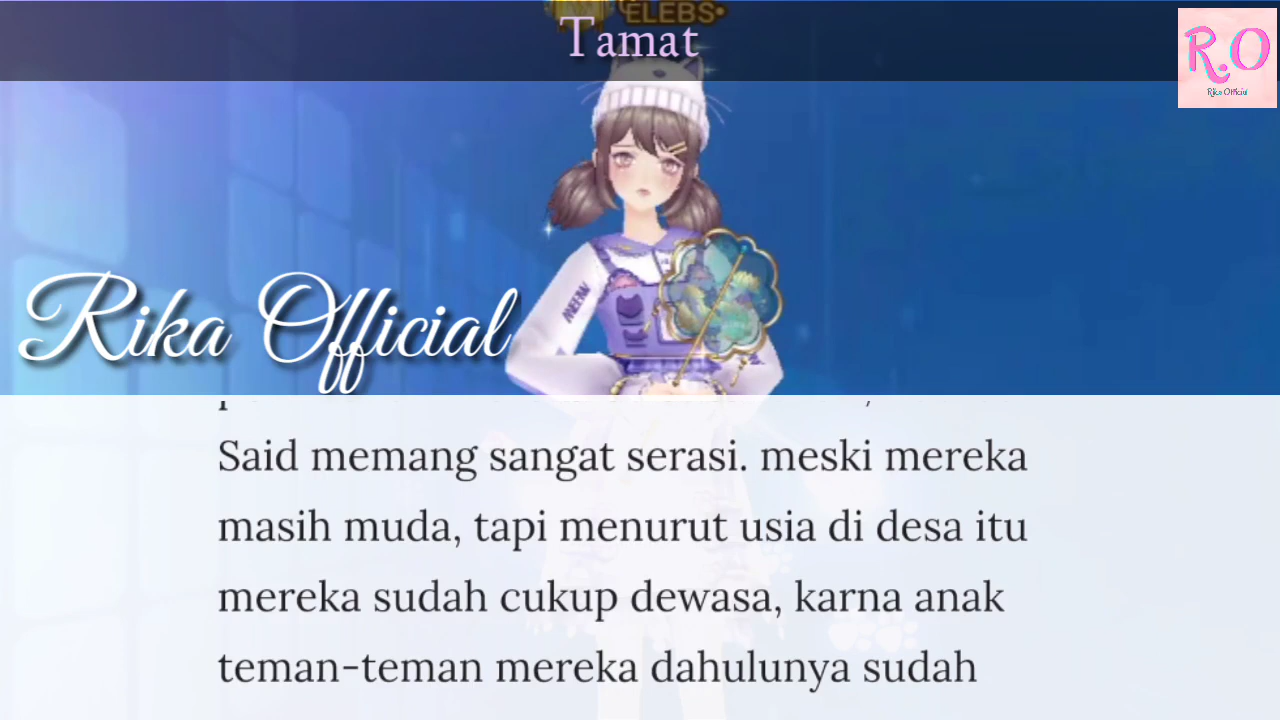 ELEBS•
Tamat
R.O
Rika Official
Rika Official
Said memang sangat serasi. meski mereka
masih muda, tapi menurut usia di desa itu
mereka sudah cukup dewasa, karna anak
teman-teman mereka dahulunya sudah